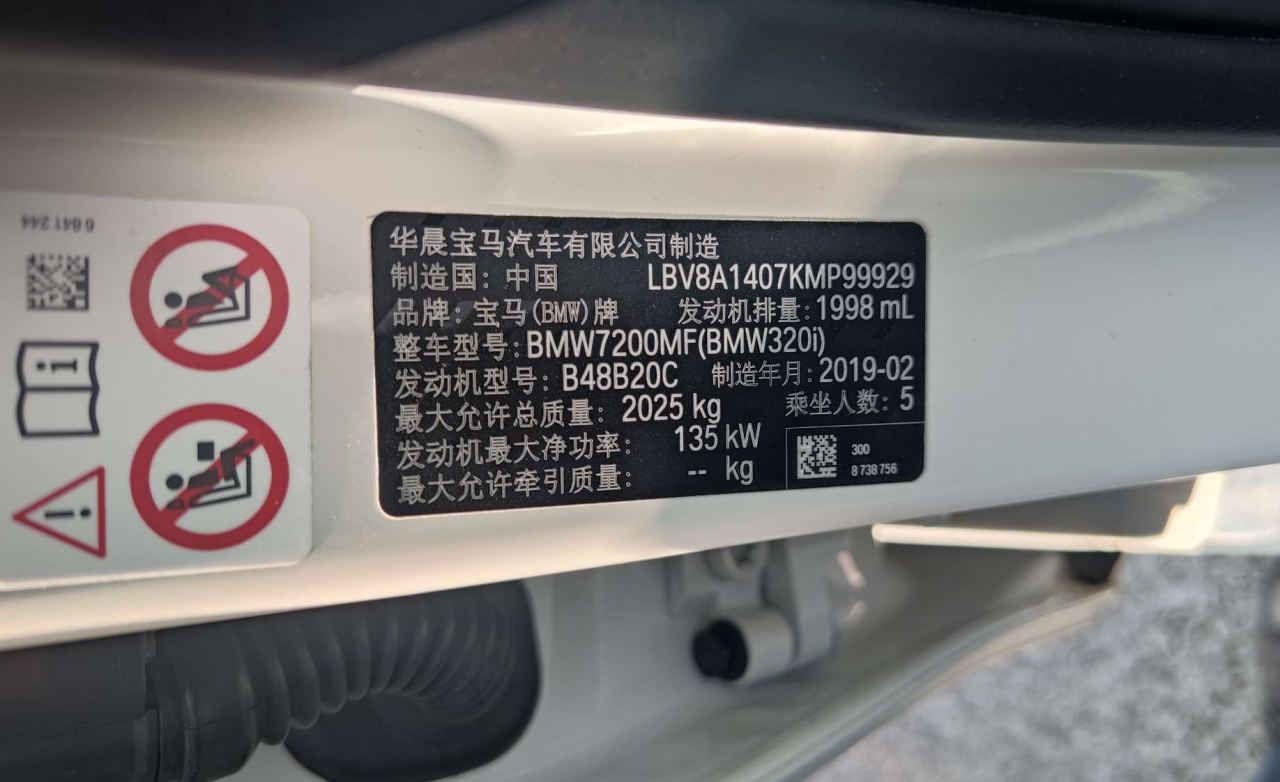 6 841 244
华晨宝马汽车有限公司制造
制造国：中国 LBV8A1407KMP99929
品牌：宝马(BMW)牌 发动机排量：1998 mL
整车型号：BMW7200MF(BMW320i)
发动机型号：B48B20C 制造年月：2019-02
最大允许总质量：2025 kg 乘坐人数：5
发动机最大净功率： 135 kW
最大允许牵引质量： -- kg
300
8 738 756